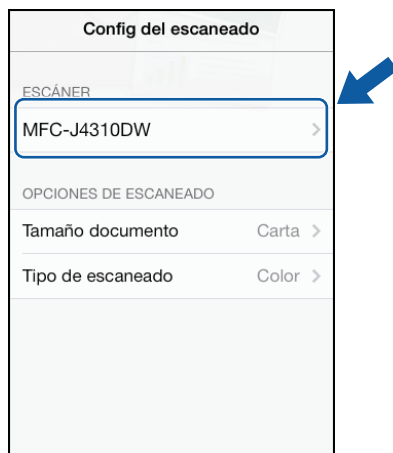 Config del escaneado
ESCÁNER
MFC-J4310DW
OPCIONES DE ESCANEADO
Tamaño documento Carta
Tipo de escaneado Color